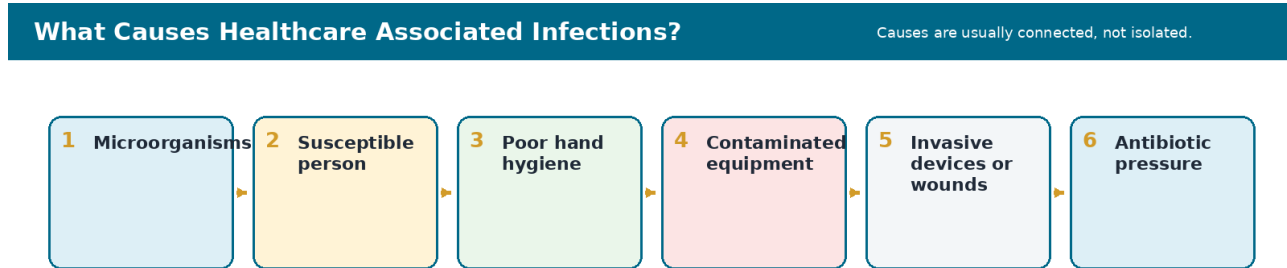 What Causes Healthcare Associated Infections?
Causes are usually connected, not isolated.
1 Microorganisms
2 Susceptible
person
3 Poor hand
hygiene
4 Contaminated
equipment
5 Invasive
devices or
wounds
6 Antibiotic
pressure